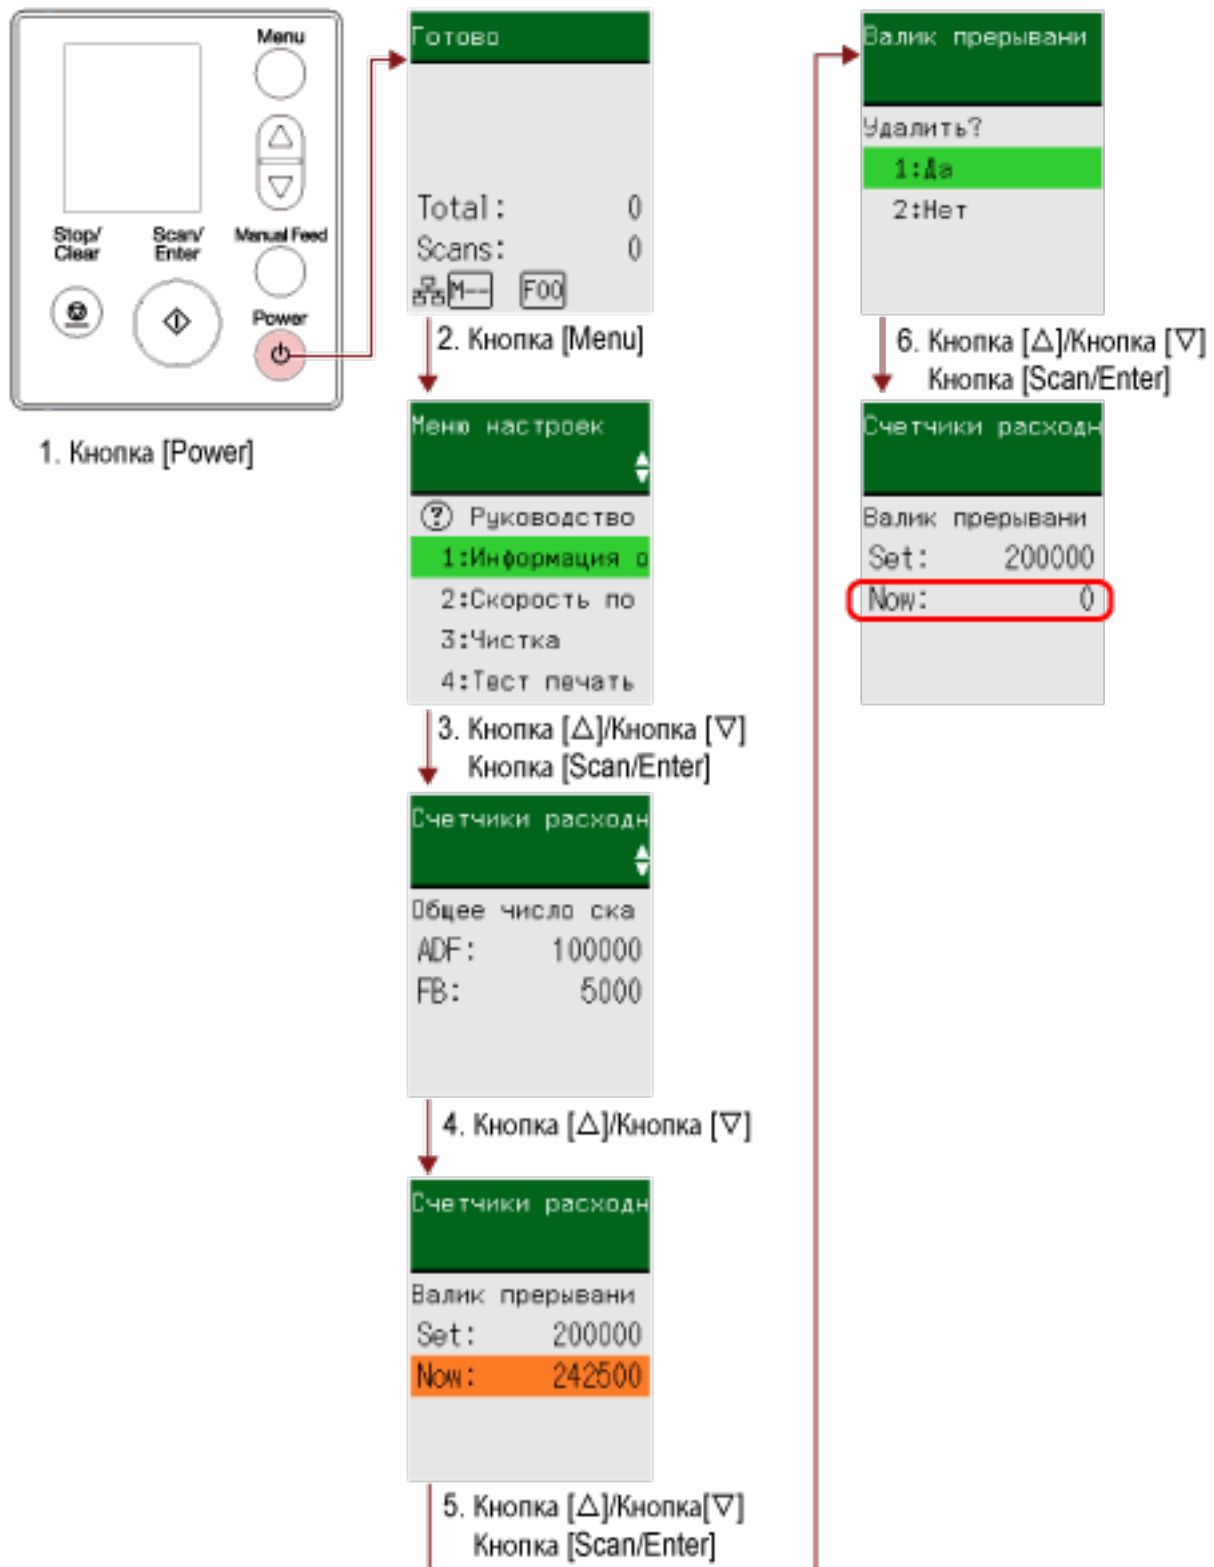 Menu
Stop/
Clear
Scan/
Enter
Manual Feed
Power
1. Кнопка [Power]
Готово
Total: 0
Scans: 0
M-- F00
2. Кнопка [Menu]
Меню настроек
? Руководство
1:Информация о
2:Скорость по
3:Чистка
4:Тест печать
3. Кнопка [△]/Кнопка [▽]
Кнопка [Scan/Enter]
Счетчики расходн
Общее число ска
ADF: 100000
FB: 5000
4. Кнопка [△]/Кнопка [▽]
Счетчики расходн
Валик прерывани
Set: 200000
Now: 242500
5. Кнопка [△]/Кнопка[▽]
Кнопка [Scan/Enter]
Валик прерывани
Удалить?
1:Да
2:Нет
6. Кнопка [△]/Кнопка [▽]
Кнопка [Scan/Enter]
Счетчики расходн
Валик прерывани
Set: 200000
Now: 0